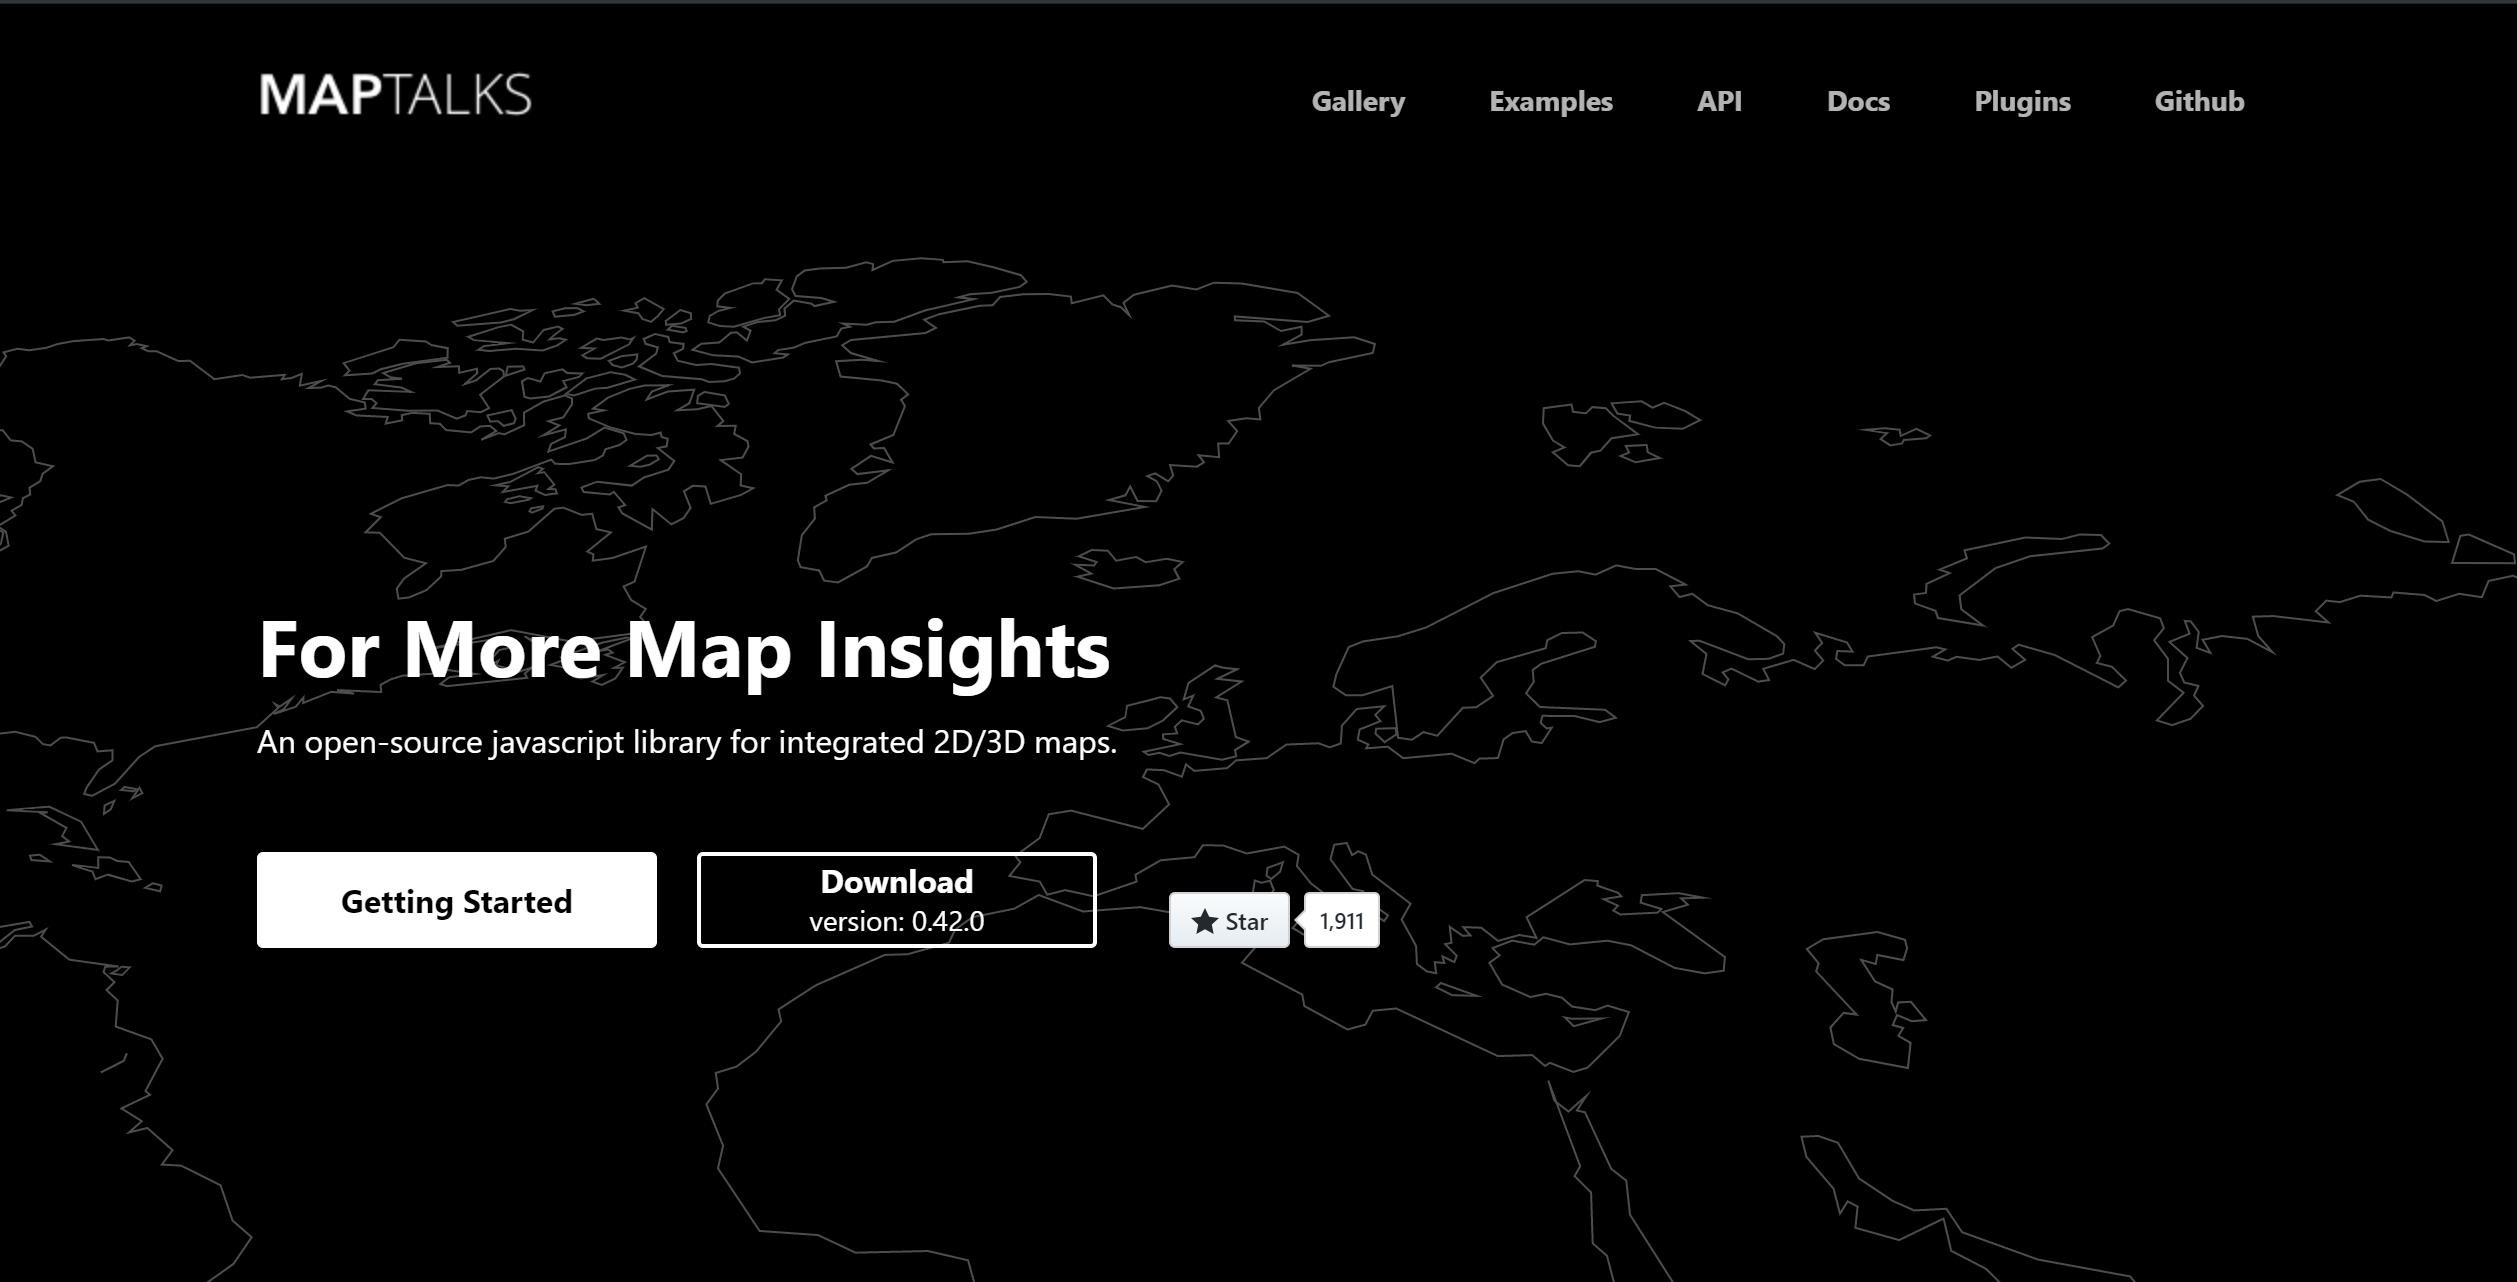 MAPTALKS
Gallery Examples API Docs Plugins Github
For More Map Insights
An open-source javascript library for integrated 2D/3D maps.
Getting Started
Download
version: 0.42.0
Star 1,911